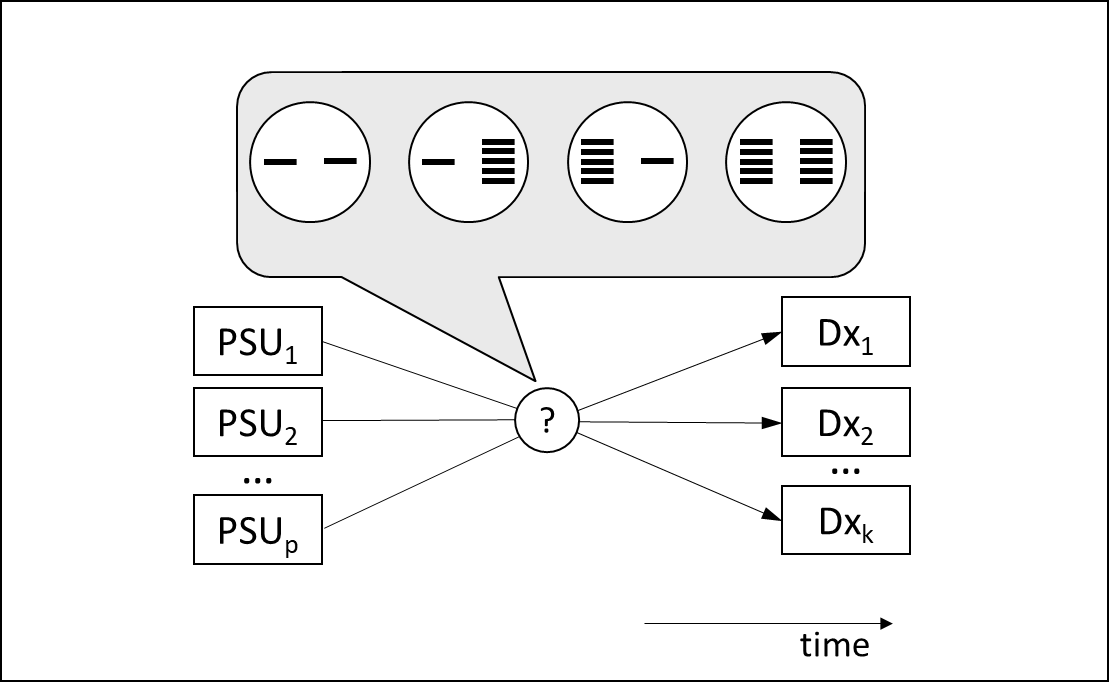 PSU1
PSU2
...
PSUp
?
Dx1
Dx2
...
Dxk
time